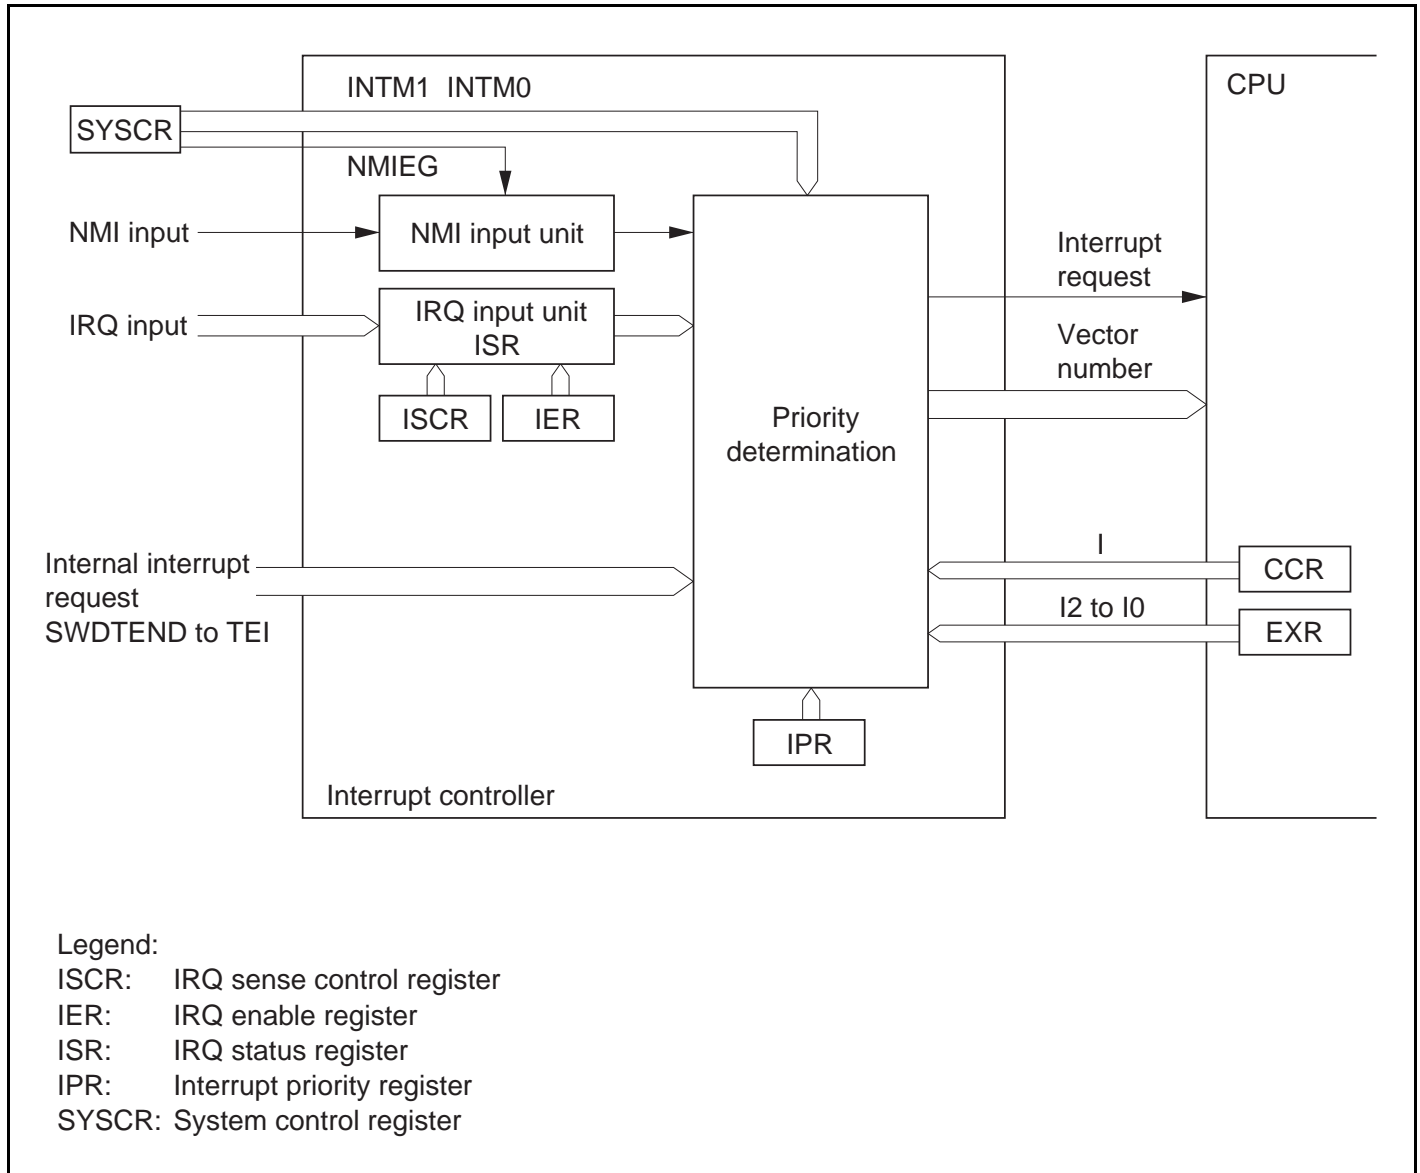 INTM1 INTM0
CPU
SYSCR
NMIEG
NMI input
NMI input unit
Interrupt
request
IRQ input
IRQ input unit
ISR
Vector
number
ISCR
IER
Priority
determination
Internal interrupt
request
SWDTEND to TEI
I
CCR
I2 to I0
EXR
IPR
Interrupt controller
Legend:
ISCR: IRQ sense control register
IER: IRQ enable register
ISR: IRQ status register
IPR: Interrupt priority register
SYSCR: System control register